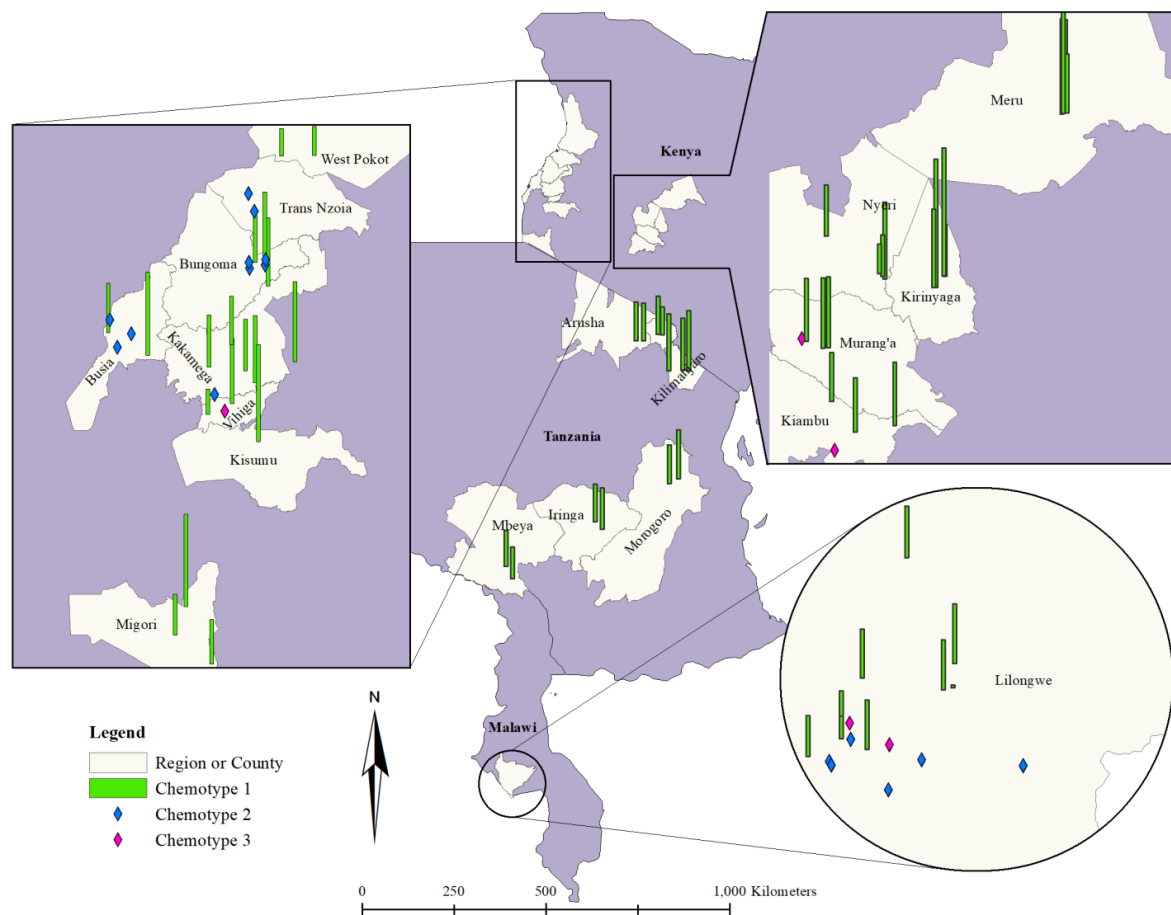 Kenya
Tanzania
Malawi
West Pokot
Trans Nzoia
Bungoma
Kakamega
Busia
Vihiga
Kisumu
Migori
Meru
Nyeri
Kirinyaga
Murang'a
Kiambu
Arusha
Kilimanjaro
Mbeya
Iringa
Morogoro
Lilongwe
N
Legend
Region or County
Chemotype 1
Chemotype 2
Chemotype 3
0 250 500 1,000 Kilometers